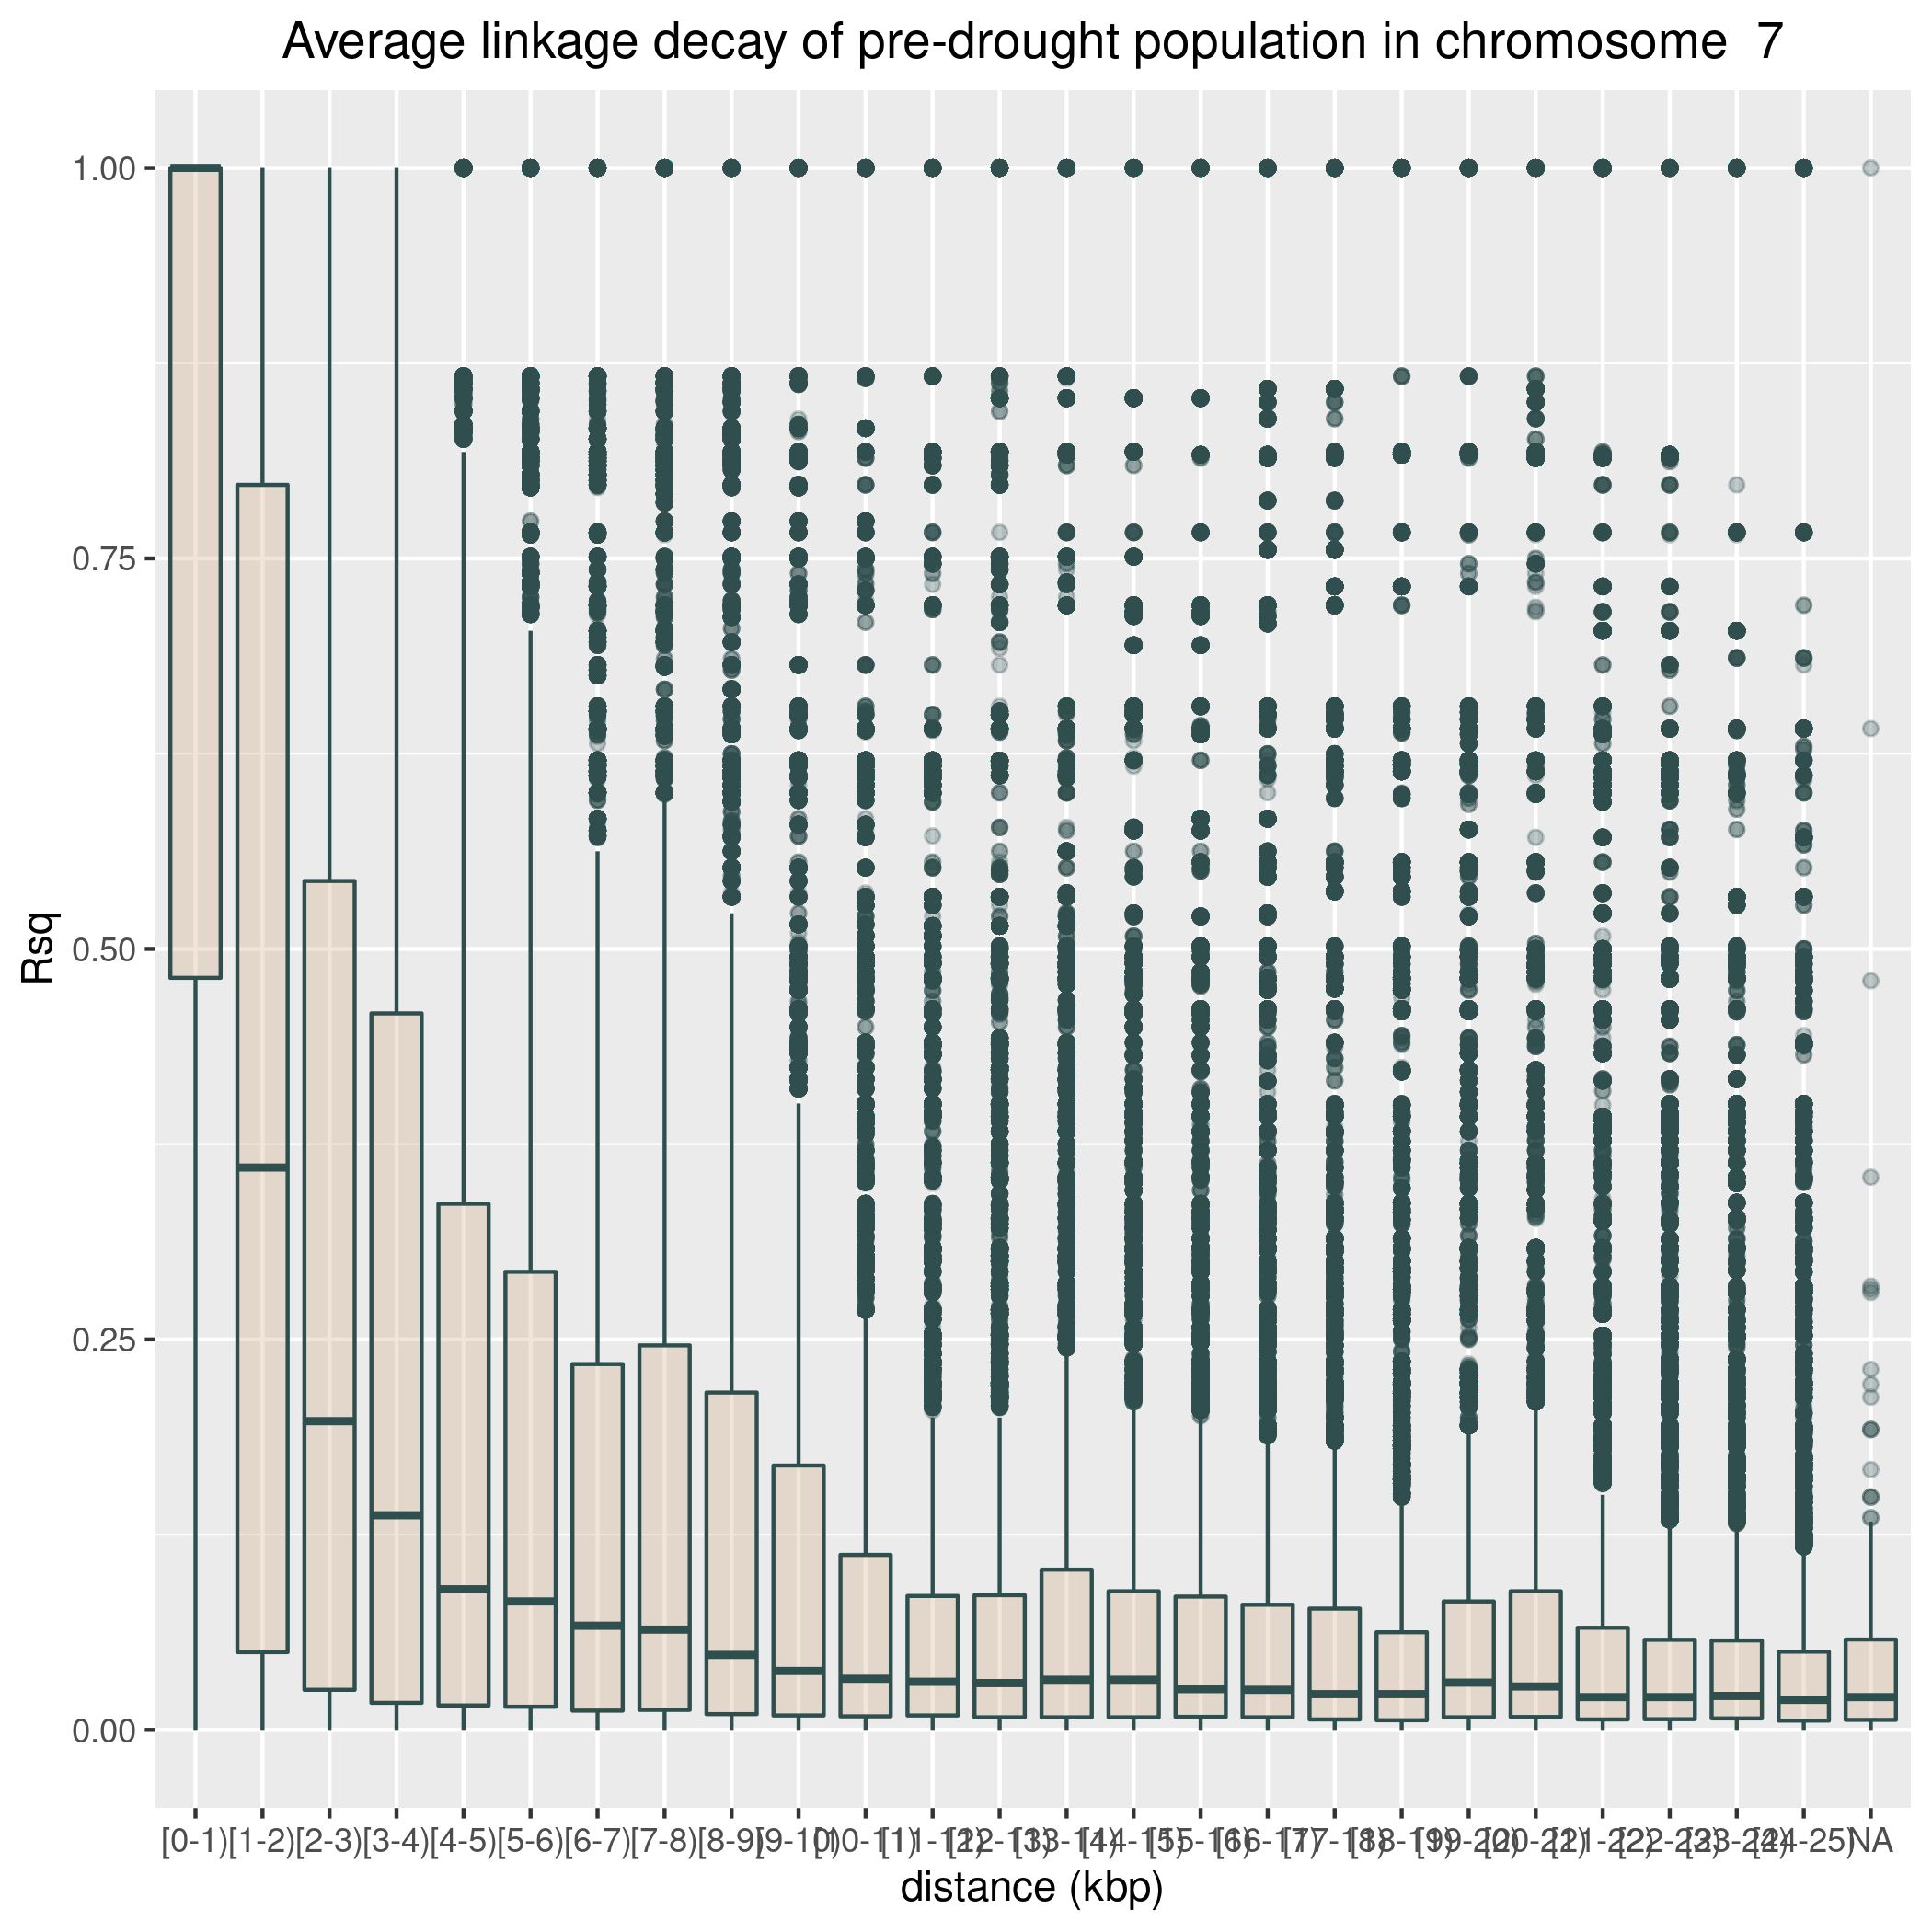 Average linkage decay of pre-drought population in chromosome  7
1.00
0.75
0.50
0.25
0.00
Rsq
[0-1) [1-2) [2-3) [3-4) [4-5) [5-6) [6-7) [7-8) [8-9) [9-10) [10-11) [11-12) [12-13) [13-14) [14-15) [15-16) [16-17) [17-18) [18-19) [19-20) [20-21) [21-22) [22-23) [23-24) [24-25) NA
distance (kbp)